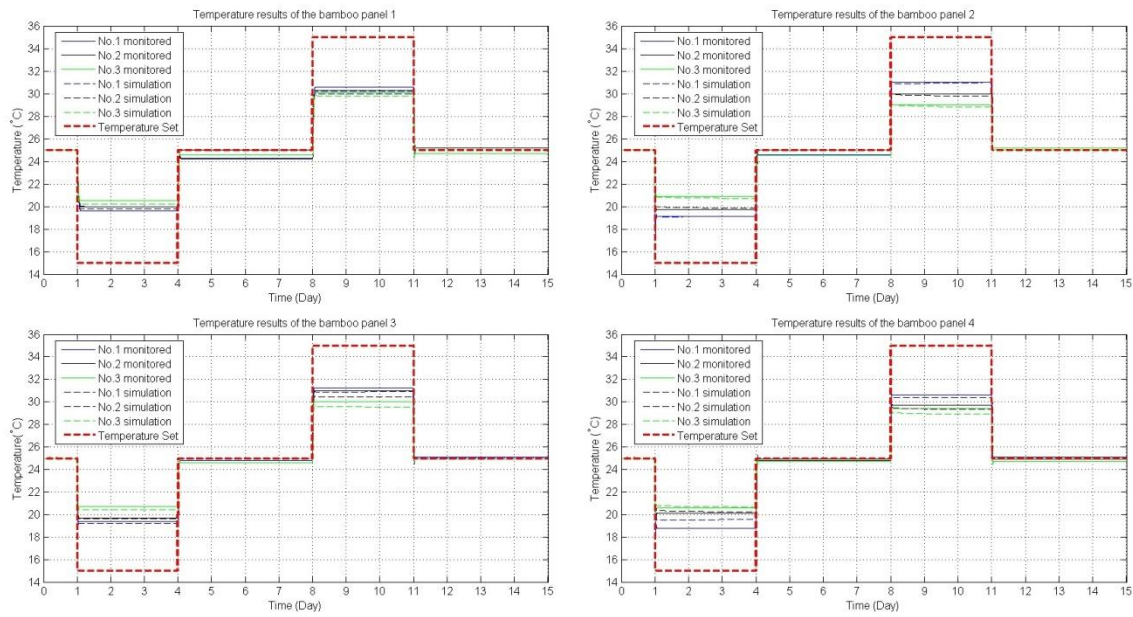 Temperature results of the bamboo panel 1
36
34
32
30
28
26
24
22
20
18
16
14
Temperature (°C)
No.1 monitored
No.2 monitored
No.3 monitored
No.1 simulation
No.2 simulation
No.3 simulation
Temperature Set
0 1 2 3 4 5 6 7 8 9 10 11 12 13 14 15
Time (Day)
Temperature results of the bamboo panel 2
36
34
32
30
28
26
24
22
20
18
16
14
Temperature (°C)
No.1 monitored
No.2 monitored
No.3 monitored
No.1 simulation
No.2 simulation
No.3 simulation
Temperature Set
0 1 2 3 4 5 6 7 8 9 10 11 12 13 14 15
Time (Day)
Temperature results of the bamboo panel 3
36
34
32
30
28
26
24
22
20
18
16
14
Temperature(°C)
No.1 monitored
No.2 monitored
No.3 monitored
No.1 simulation
No.2 simulation
No.3 simulation
Temperature Set
0 1 2 3 4 5 6 7 8 9 10 11 12 13 14 15
Time (Day)
Temperature results of the bamboo panel 4
36
34
32
30
28
26
24
22
20
18
16
14
Temperature (°C)
No.1 monitored
No.2 monitored
No.3 monitored
No.1 simulation
No.2 simulation
No.3 simulation
Temperature Set
0 1 2 3 4 5 6 7 8 9 10 11 12 13 14 15
Time (Day)